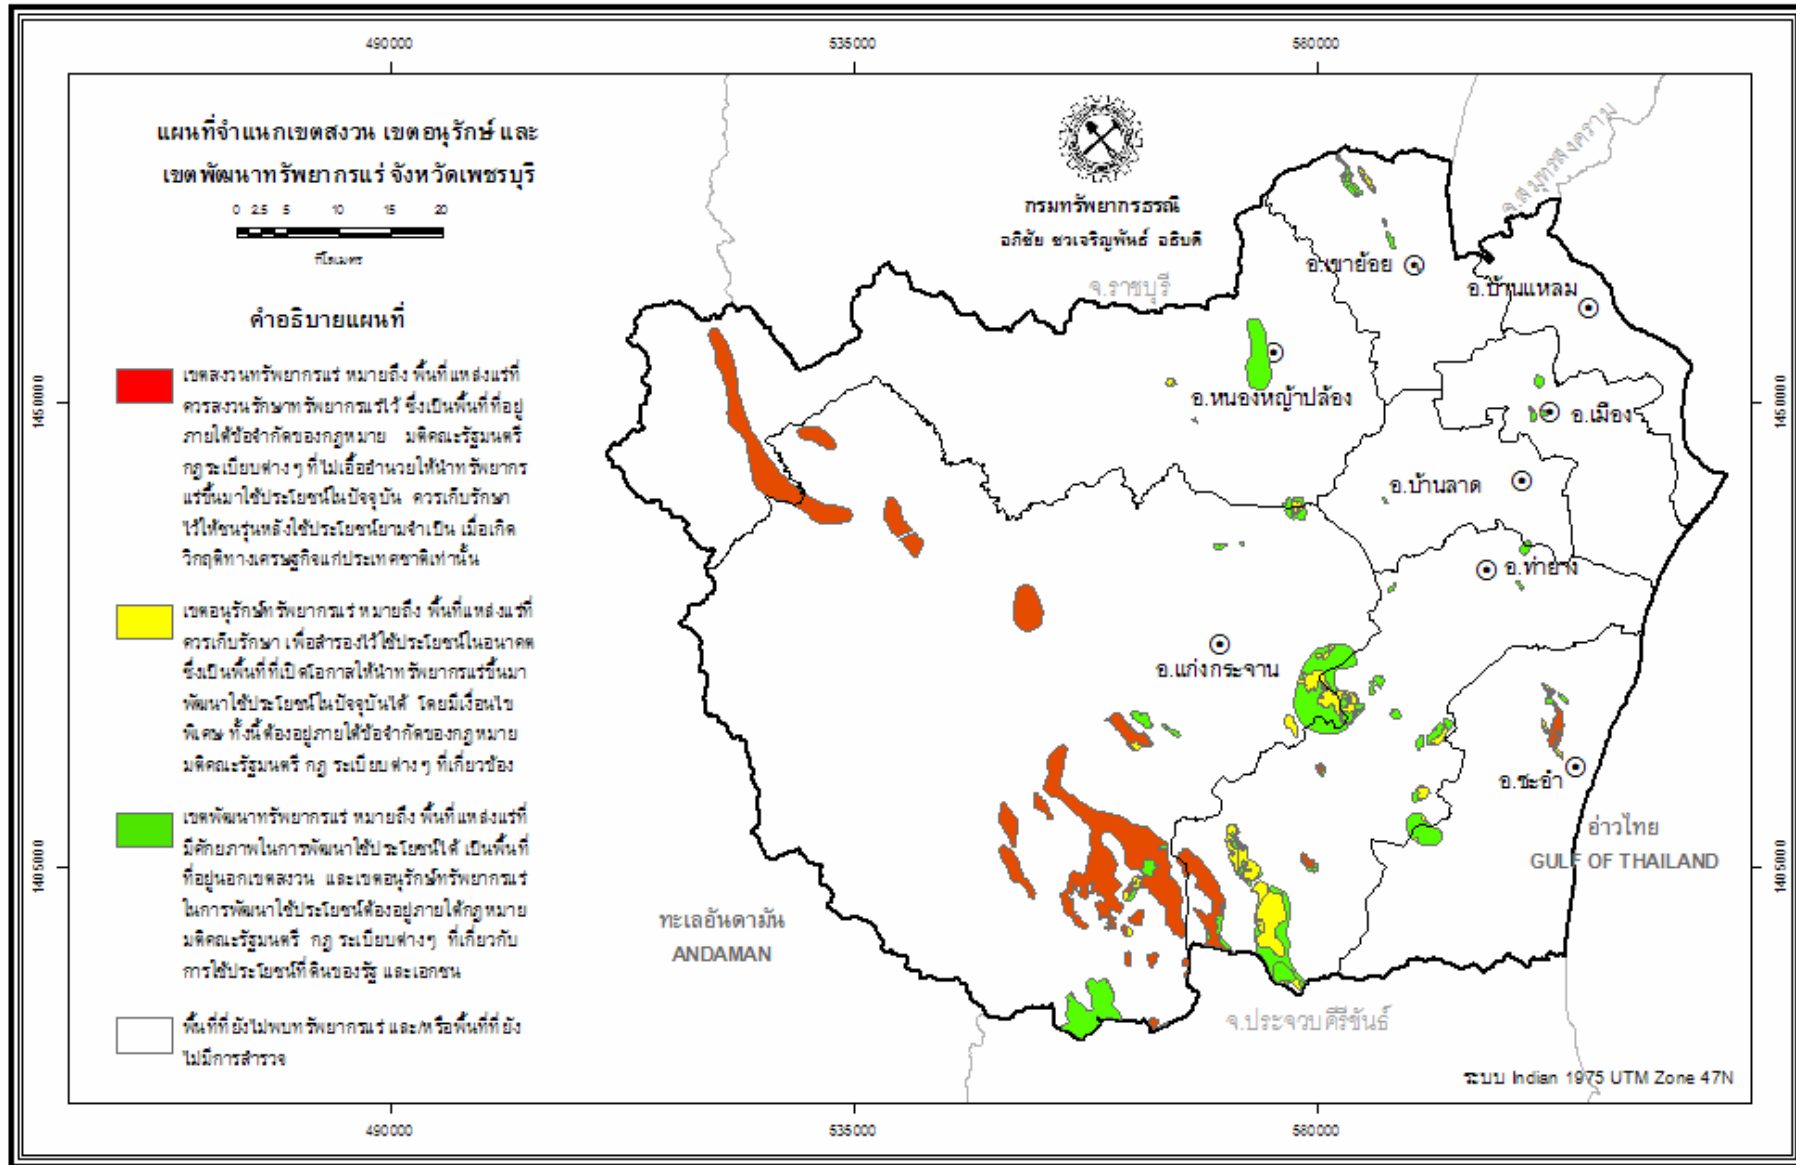 490000
535000
580000
แผนที่จำแนกเขตสงวน เขตอนุรักษ์ และ
เขตพัฒนาทรัพยากรแร่ จังหวัดเพชรบุรี
0 2.5 5 10 15 20
กิโลเมตร
คำอธิบายแผนที่
เขตสงวนทรัพยากรแร่ หมายถึง พื้นที่แหล่งแร่ที่
ควรสงวนรักษาทรัพยากรแร่ไว้ ซึ่งเป็นพื้นที่ที่อยู่
ภายใต้ข้อจำกัดของกฎหมาย มติคณะรัฐมนตรี
กฎระเบียบต่าง ๆ ที่ไม่เอื้ออำนวยให้นำทรัพยากร
แร่ขึ้นมาใช้ประโยชน์ในปัจจุบัน ควรเก็บรักษา
ไว้ให้ชนรุ่นหลังใช้ประโยชน์ยามจำเป็น เมื่อเกิด
วิกฤติทางเศรษฐกิจแก่ประเทศชาติเท่านั้น
เขตอนุรักษ์ทรัพยากรแร่ หมายถึง พื้นที่แหล่งแร่ที่
ควรเก็บรักษา เพื่อสำรองไว้ใช้ประโยชน์ในอนาคต
ซึ่งเป็นพื้นที่ที่เปิดโอกาสให้นำทรัพยากรแร่ขึ้นมา
พัฒนาใช้ประโยชน์ในปัจจุบันได้ โดยมีเงื่อนไข
พิเศษ ทั้งนี้ต้องอยู่ภายใต้ข้อจำกัดของกฎหมาย
มติคณะรัฐมนตรี กฎ ระเบียบต่าง ๆ ที่เกี่ยวข้อง
เขตพัฒนาทรัพยากรแร่ หมายถึง พื้นที่แหล่งแร่ที่
มีศักยภาพในการพัฒนาใช้ประโยชน์ได้ เป็นพื้นที่
ที่อยู่นอกเขตสงวน และเขตอนุรักษ์ทรัพยากรแร่
ในการพัฒนาใช้ประโยชน์ต้องอยู่ภายใต้กฎหมาย
มติคณะรัฐมนตรี กฎ ระเบียบต่างๆ ที่เกี่ยวกับ
การใช้ประโยชน์ที่ดินของรัฐ และเอกชน
พื้นที่ที่ยังไม่พบทรัพยากรแร่ และ/หรือพื้นที่ที่ยัง
ไม่มีการสำรวจ
กรมทรัพยากรธรณี
อภิชัย ชวเจริญพันธ์ อธิบดี
จ.ราชบุรี
จ.สมุทรสงคราม
อ.เขาย้อย
อ.บ้านแหลม
อ.หนองหญ้าปล้อง
อ.เมือง
อ.บ้านลาด
อ.ท่ายาง
อ.แก่งกระจาน
อ.ชะอำ
อ่าวไทย
GULF OF THAILAND
ทะเลอันดามัน
ANDAMAN
จ.ประจวบคีรีขันธ์
ระบบ Indian 1975 UTM Zone 47N
1450000
1405000
1450000
1405000
490000
535000
580000